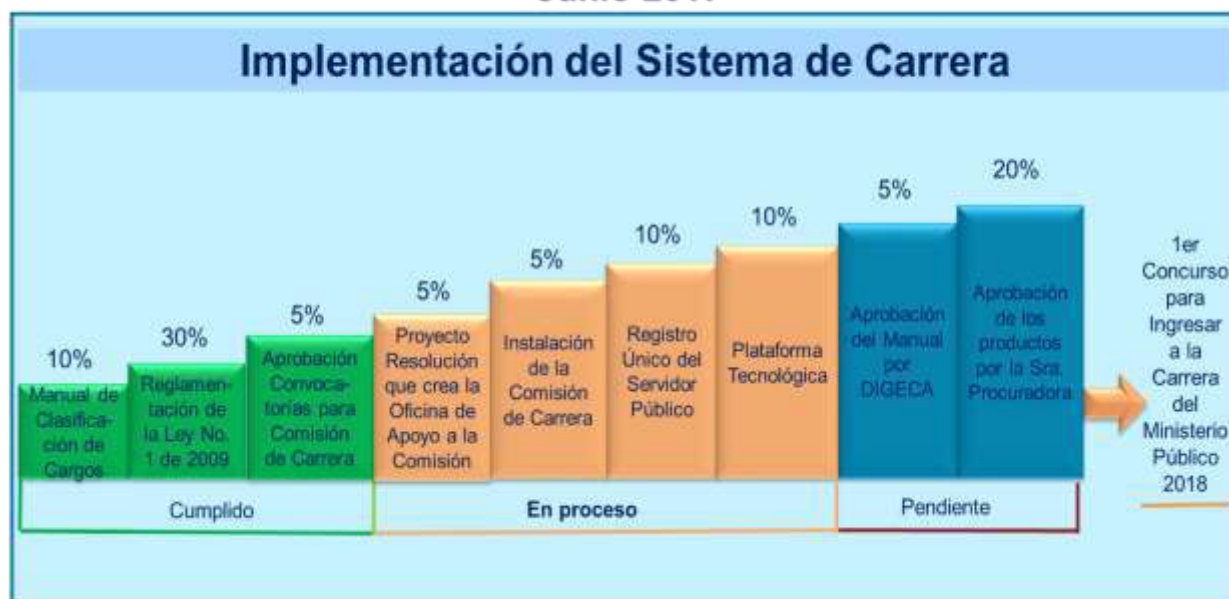 Implementación del Sistema de Carrera
10%
Manual de
Clasifica-
ción de
Cargos
30%
Reglamen-
tación de
la Ley No.
1 de 2009
5%
Aprobación
Convoca-
torías para
Comisión
de Carrera
5%
Proyecto
Resolución
que crea la
Oficina de
Apoyo a la
Comisión
5%
Instalación
de la
Comisión
de Carrera
10%
Registro
Único del
Servidor
Público
10%
Plataforma
Tecnológica
5%
Aprobación
del Manual
por
DIGECA
20%
Aprobación
de los
productos
por la Sra.
Procuradora
1er
Concurso
para
Ingresar
a la
Carrera
del
Ministerio
Público
2018
Cumplido
En proceso
Pendiente